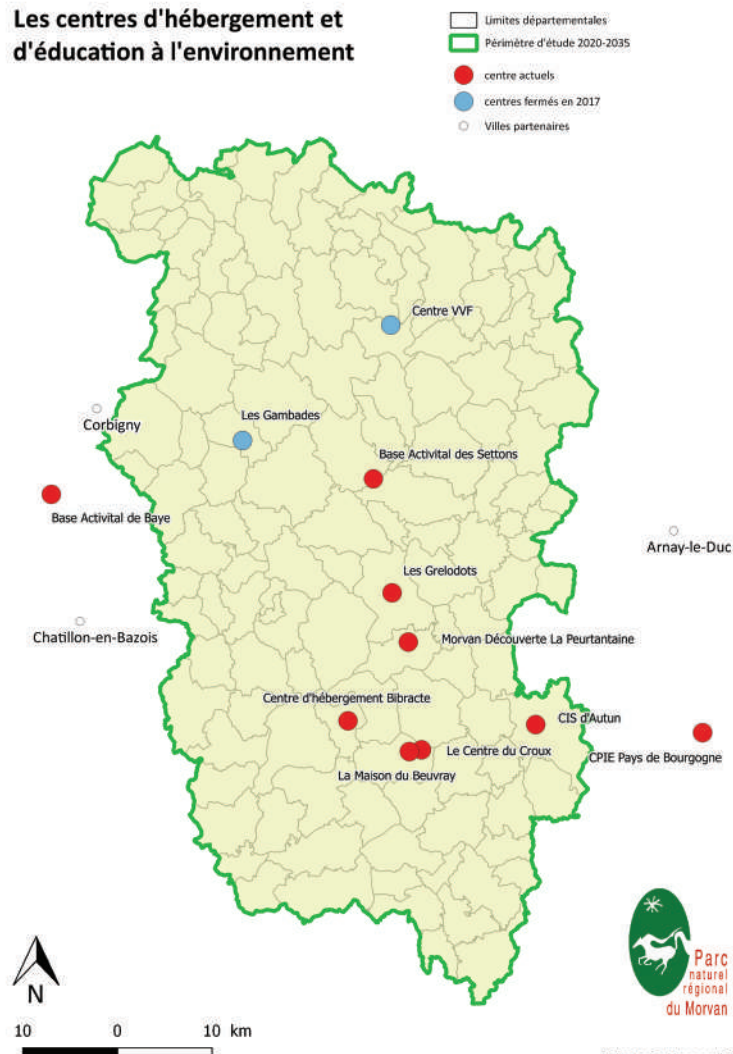 Les centres d'hébergement et
d'éducation à l'environnement
Limites départementales
Périmètre d'étude 2020-2035
centre actuels
centres fermés en 2017
Villes partenaires
Centre VVF
Corbigny
Les Gambades
Base Activital des Settons
Base Activital de Baye
Arnay-le-Duc
Les Grelodots
Chatillon-en-Bazois
Morvan Découverte La Peurtantaine
Centre d'hébergement Bibracte
CIS d'Autun
Le Centre du Croux
CPIE Pays de Bourgogne
La Maison du Beuvray
N
10 0 10 km
Parc
naturel
régional
du Morvan